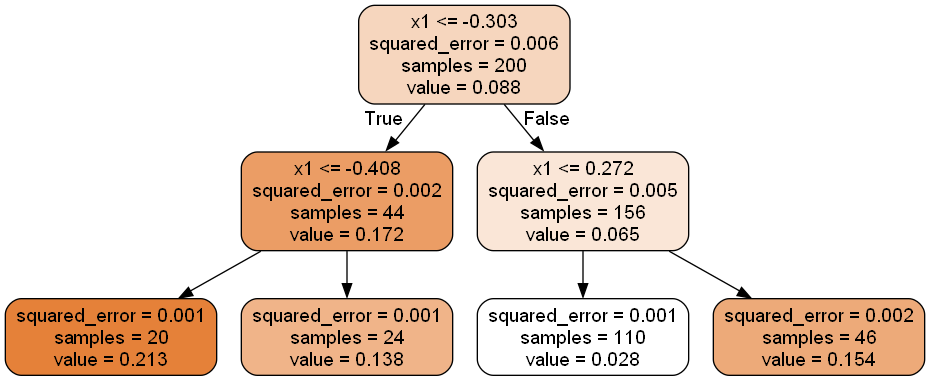 x1 <= -0.303
squared_error = 0.006
samples = 200
value = 0.088
True
False
x1 <= -0.408
squared_error = 0.002
samples = 44
value = 0.172
x1 <= 0.272
squared_error = 0.005
samples = 156
value = 0.065
squared_error = 0.001
samples = 20
value = 0.213
squared_error = 0.001
samples = 24
value = 0.138
squared_error = 0.001
samples = 110
value = 0.028
squared_error = 0.002
samples = 46
value = 0.154